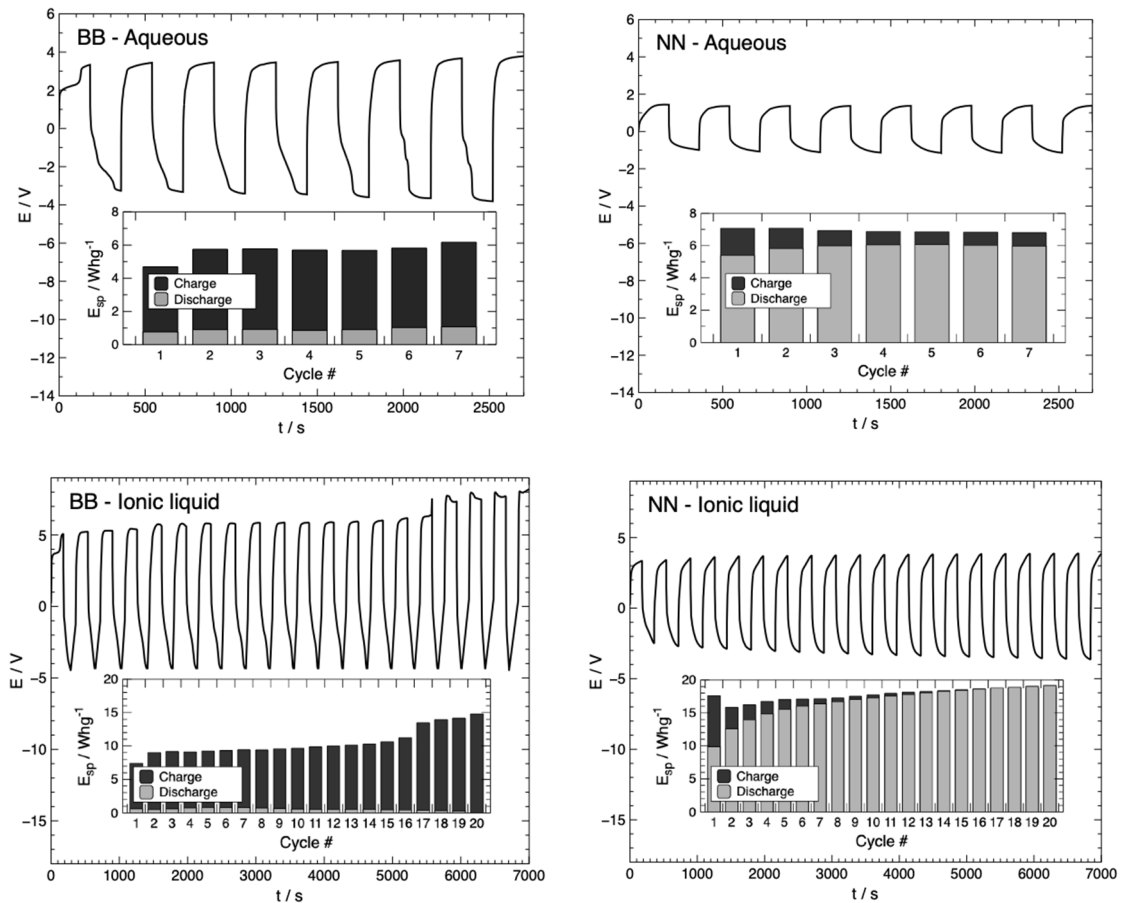 BB - Aqueous
6
4
2
0
−2
−4
−6
−8
−10
−12
−14
E / V
0 500 1000 1500 2000 2500
t / s
8
6
4
2
0
Esp / Whg-1
Charge
Discharge
1 2 3 4 5 6 7
Cycle #
NN - Aqueous
6
4
2
0
−2
−4
−6
−8
−10
−12
−14
E / V
0 500 1000 1500 2000 2500
t / s
8
6
4
2
0
Esp / Whg-1
Charge
Discharge
1 2 3 4 5 6 7
Cycle #
BB - Ionic liquid
5
0
−5
−10
−15
E / V
0 1000 2000 3000 4000 5000 6000 7000
t / s
20
15
10
5
0
Esp / Whg-1
Charge
Discharge
1 2 3 4 5 6 7 8 9 10 11 12 13 14 15 16 17 18 19 20
Cycle #
NN - Ionic liquid
5
0
−5
−10
−15
E / V
0 1000 2000 3000 4000 5000 6000 7000
t / s
20
15
10
5
0
Esp / Whg-1
Charge
Discharge
1 2 3 4 5 6 7 8 9 10 11 12 13 14 15 16 17 18 19 20
Cycle #